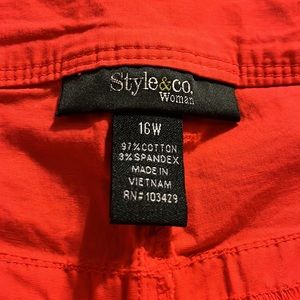 Style&co.
Woman
16W
97% COTTON
3% SPANDEX
MADE IN
VIETNAM
RN# 103429